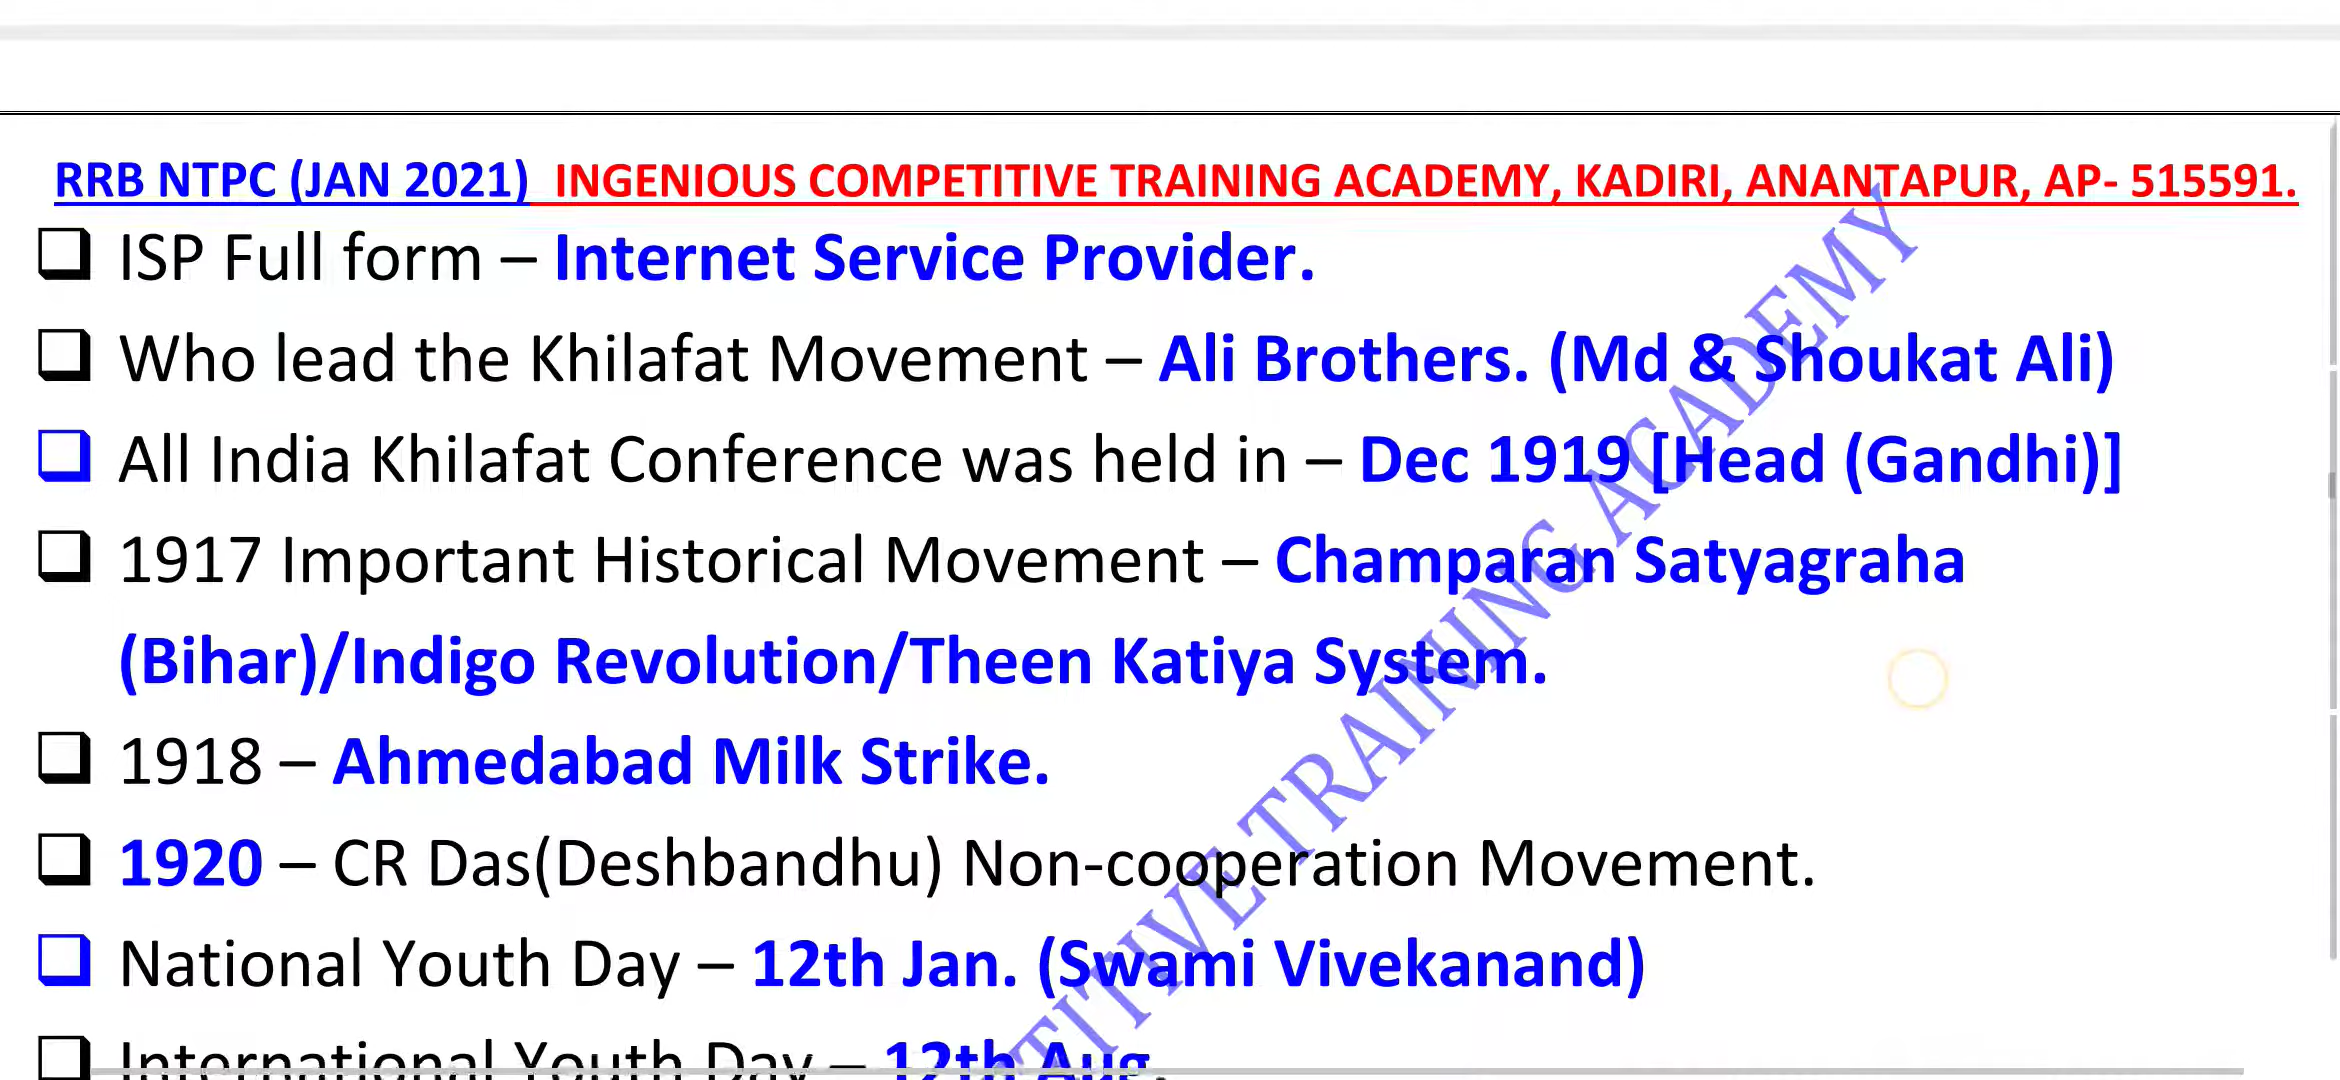 RRB NTPC (JAN 2021) INGENIOUS COMPETITIVE TRAINING ACADEMY, KADIRI, ANANTAPUR, AP- 515591.
ISP Full form – Internet Service Provider.
Who lead the Khilafat Movement – Ali Brothers. (Md & Shoukat Ali)
All India Khilafat Conference was held in – Dec 1919 [Head (Gandhi)]
1917 Important Historical Movement – Champaran Satyagraha
(Bihar)/Indigo Revolution/Theen Katiya System.
1918 – Ahmedabad Milk Strike.
1920 – CR Das(Deshbandhu) Non-cooperation Movement.
National Youth Day – 12th Jan. (Swami Vivekanand)
International Youth Day – 12th Aug.
TITIVE TRAINING ACADEMY